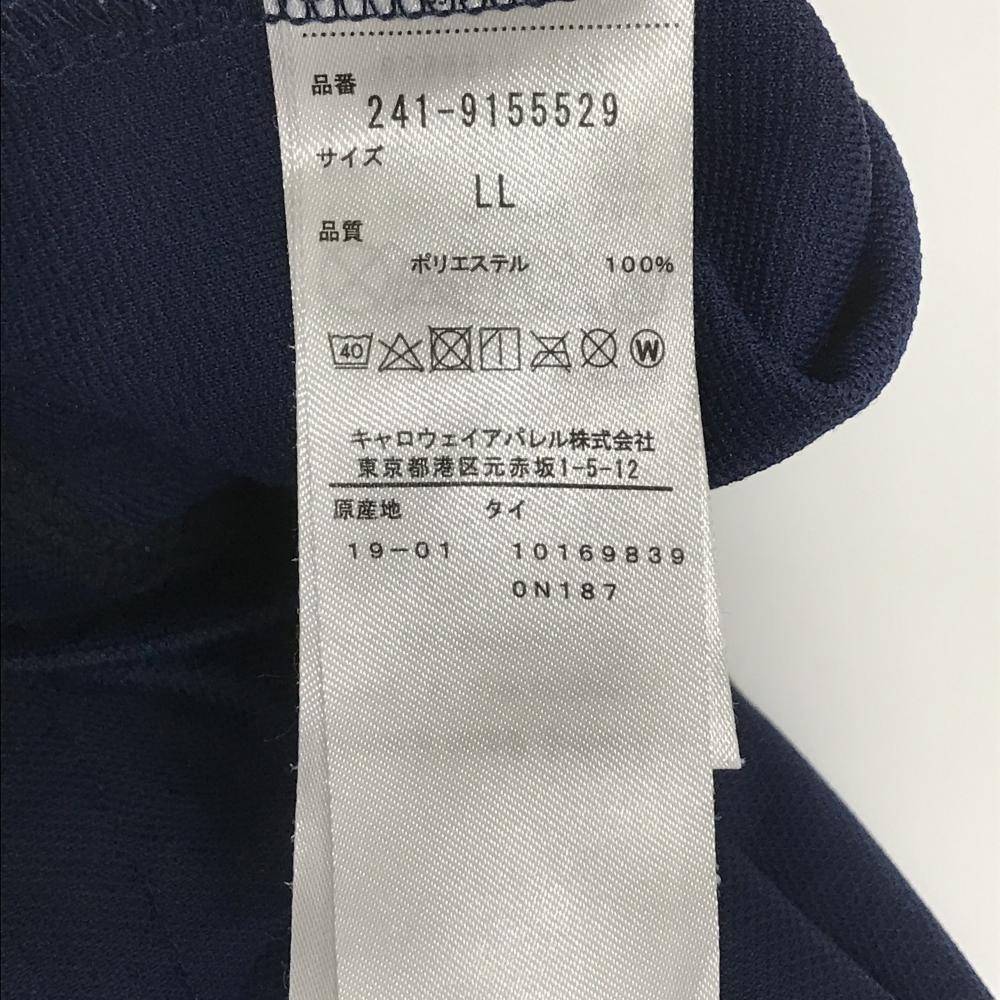 品番
241-9155529
サイズ
LL
品質
ポリエステル 100%
40 W
キャロウェイアパレル株式会社
東京都港区元赤坂1-5-12
原産地 タイ
19-01 10169839
0N187